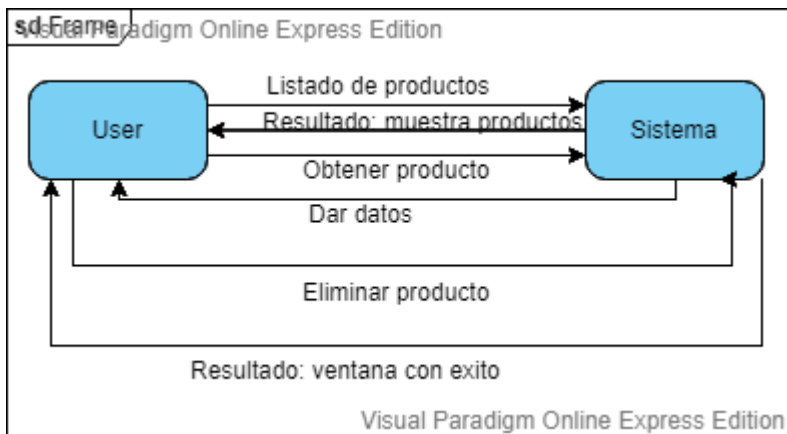 sd Frame
Visual Paradigm Online Express Edition
Listado de productos
User
Resultado: muestra productos
Sistema
Obtener producto
Dar datos
Eliminar producto
Resultado: ventana con exito
Visual Paradigm Online Express Edition